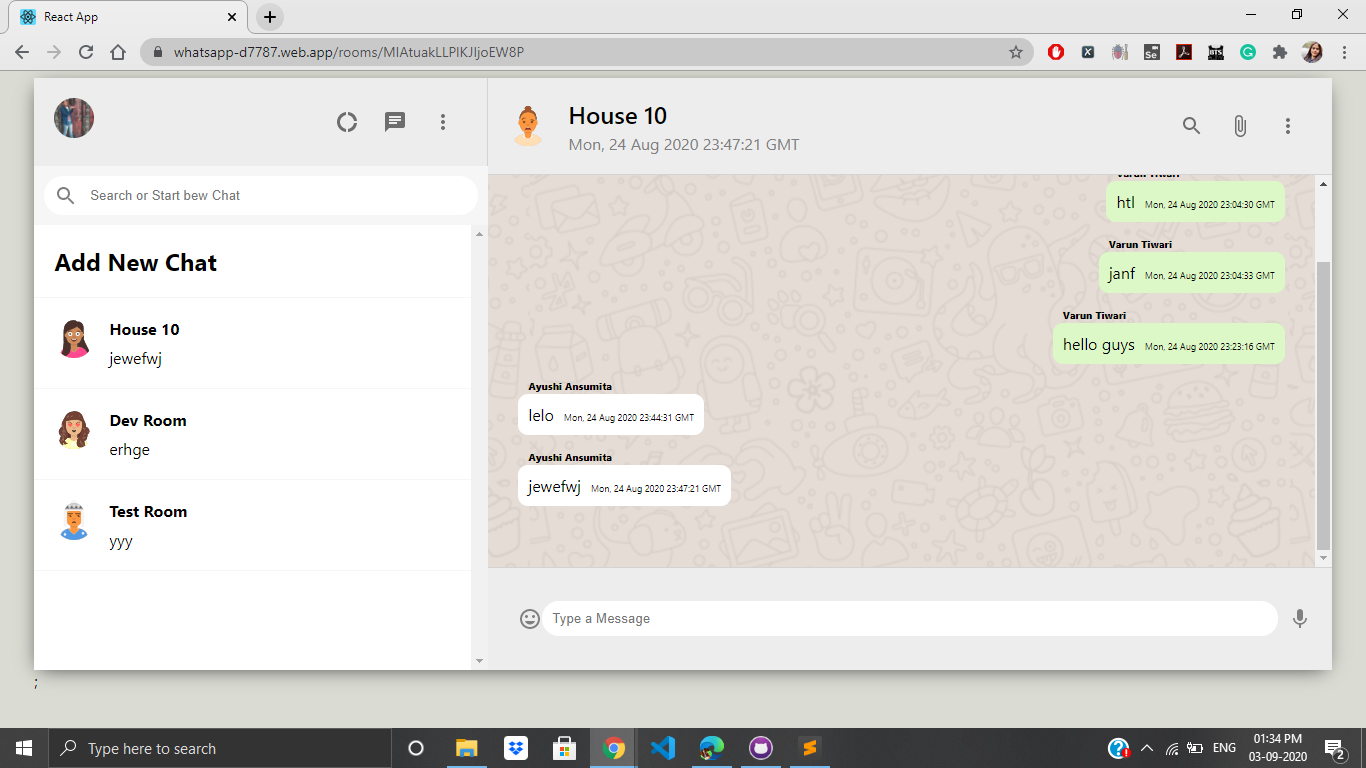 React App
whatsapp-d7787.web.app/rooms/MIAtuakLLPIKJIjoEW8P
House 10
Mon, 24 Aug 2020 23:47:21 GMT
Search or Start bew Chat
Add New Chat
House 10
jewefwj
Dev Room
erhge
Test Room
yyy
Varun Tiwari
htl Mon, 24 Aug 2020 23:04:30 GMT
Varun Tiwari
janf Mon, 24 Aug 2020 23:04:33 GMT
Varun Tiwari
hello guys Mon, 24 Aug 2020 23:23:16 GMT
Ayushi Ansumita
lelo Mon, 24 Aug 2020 23:44:31 GMT
Ayushi Ansumita
jewefwj Mon, 24 Aug 2020 23:47:21 GMT
Type a Message
;
Type here to search
ENG
01:34 PM
03-09-2020
2